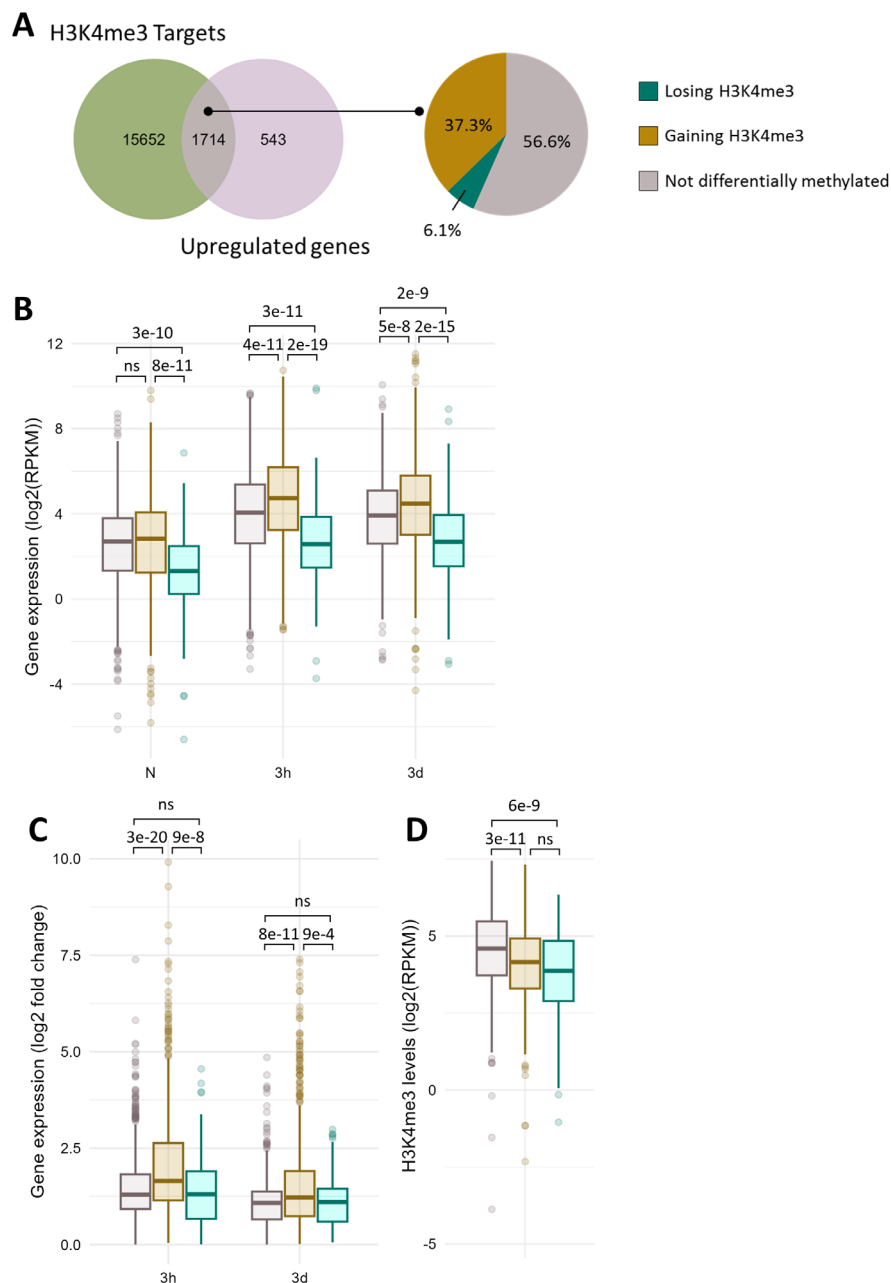 A
H3K4me3 Targets
15652
1714
543
Upregulated genes
37.3%
56.6%
6.1%
Losing H3K4me3
Gaining H3K4me3
Not differentially methylated
B
2e-9
3e-11
5e-8 2e-15
3e-10
4e-11 2e-19
ns 8e-11
Gene expression (log2(RPKM))
12
8
4
0
-4
N 3h 3d
C
ns
3e-20 9e-8
ns
8e-11 9e-4
Gene expression (log2 fold change)
10.0
7.5
5.0
2.5
0.0
3h 3d
D
6e-9
3e-11 ns
H3K4me3 levels (log2(RPKM))
5
0
-5